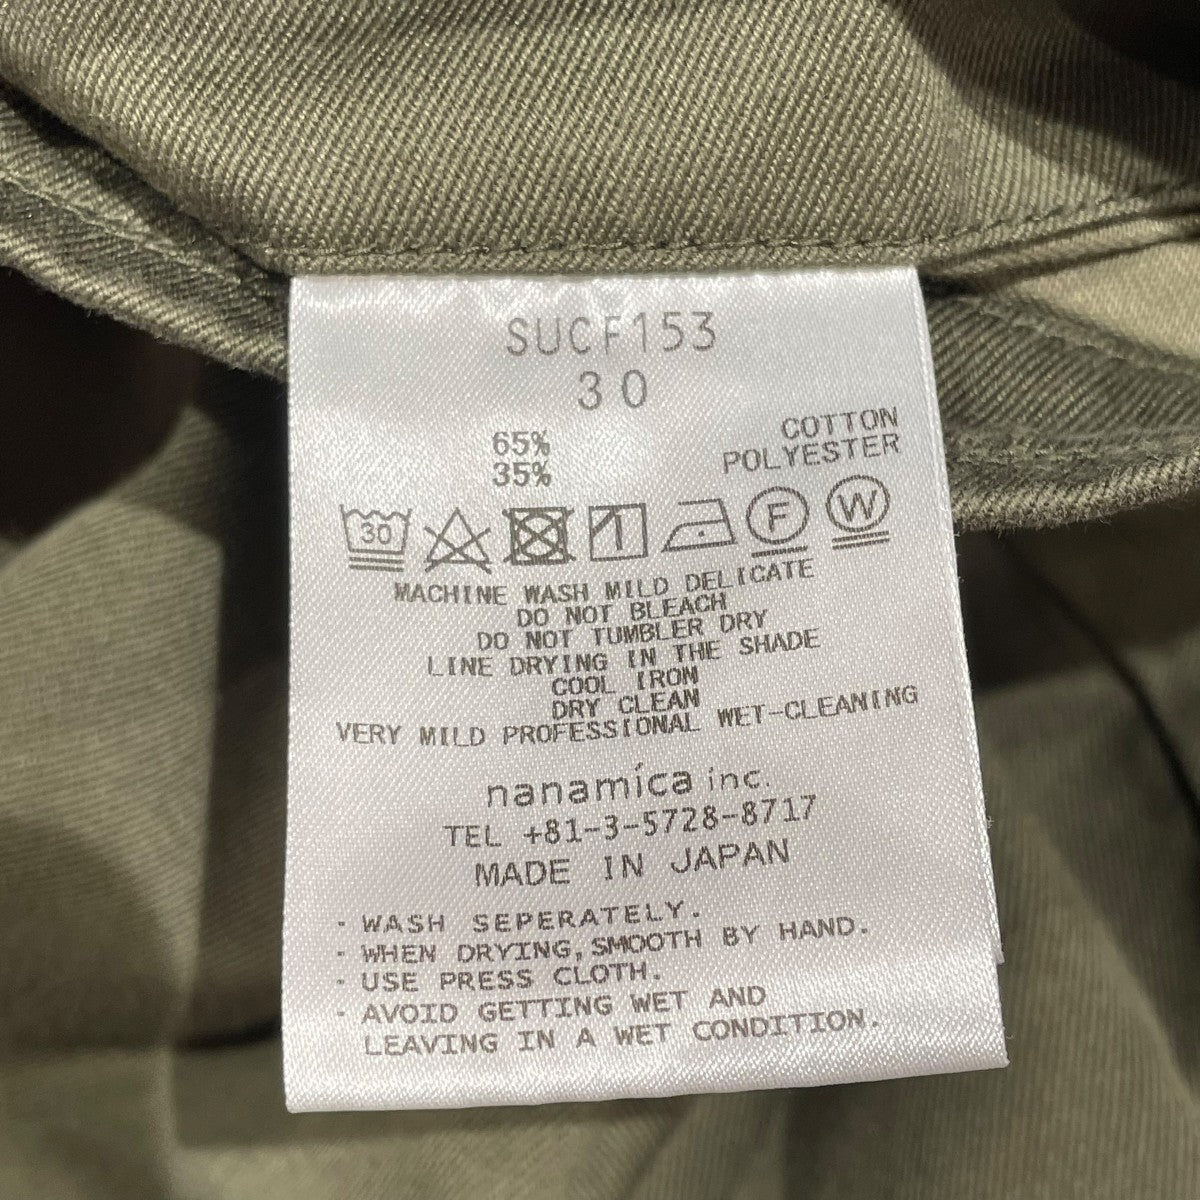 SUCF153
30
65% COTTON
35% POLYESTER
30 F W
MACHINE WASH MILD DELICATE
DO NOT BLEACH
DO NOT TUMBLER DRY
LINE DRYING IN THE SHADE
COOL IRON
DRY CLEAN
VERY MILD PROFESSIONAL WET-CLEANING
nanamica inc.
TEL +81-3-5728-8717
MADE IN JAPAN
· WASH SEPERATELY.
· WHEN DRYING,SMOOTH BY HAND.
· USE PRESS CLOTH.
· AVOID GETTING WET AND
LEAVING IN A WET CONDITION.